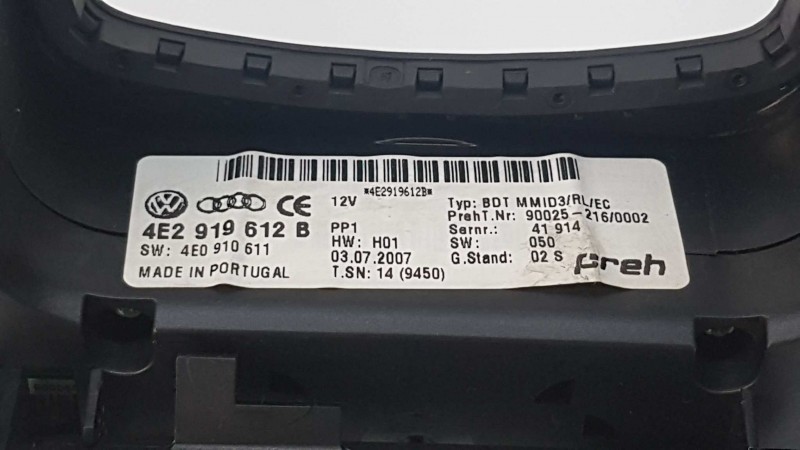 *4E2919612B*
4E2 919 612 B
SW: 4E0 910 611
MADE IN PORTUGAL
12V
PP1
HW: H01
03.07.2007
T.SN: 14 (9450)
Typ: BDT MMID3/RL/EC
PrehT.Nr: 90025-216/0002
Sernr.: 41 914
SW: 050
G.Stand: 02 S
preh